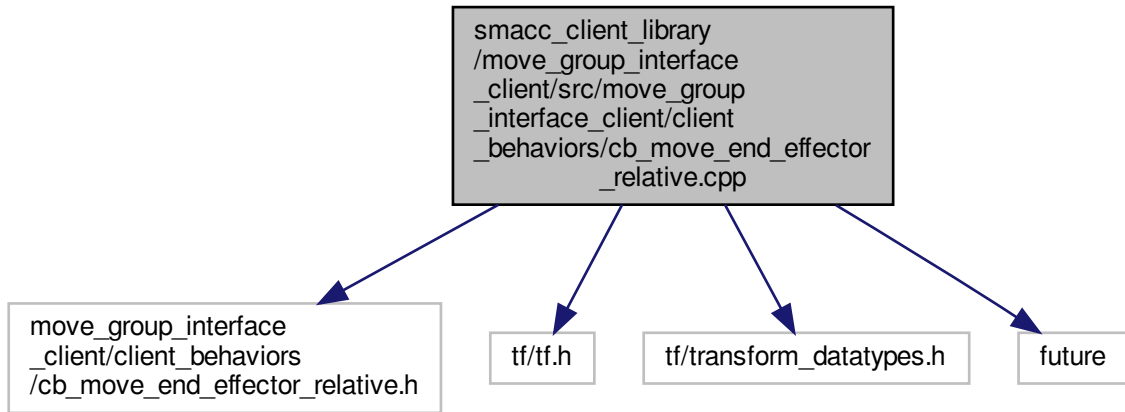 smacc_client_library
/move_group_interface
_client/src/move_group
_interface_client/client
_behaviors/cb_move_end_effector
_relative.cpp
move_group_interface
_client/client_behaviors
/cb_move_end_effector_relative.h
tf/tf.h
tf/transform_datatypes.h
future